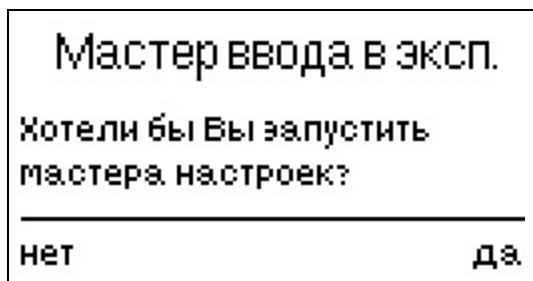 Мастер ввода в эксп.
Хотели бы Вы запустить
мастера настроек?
нет да